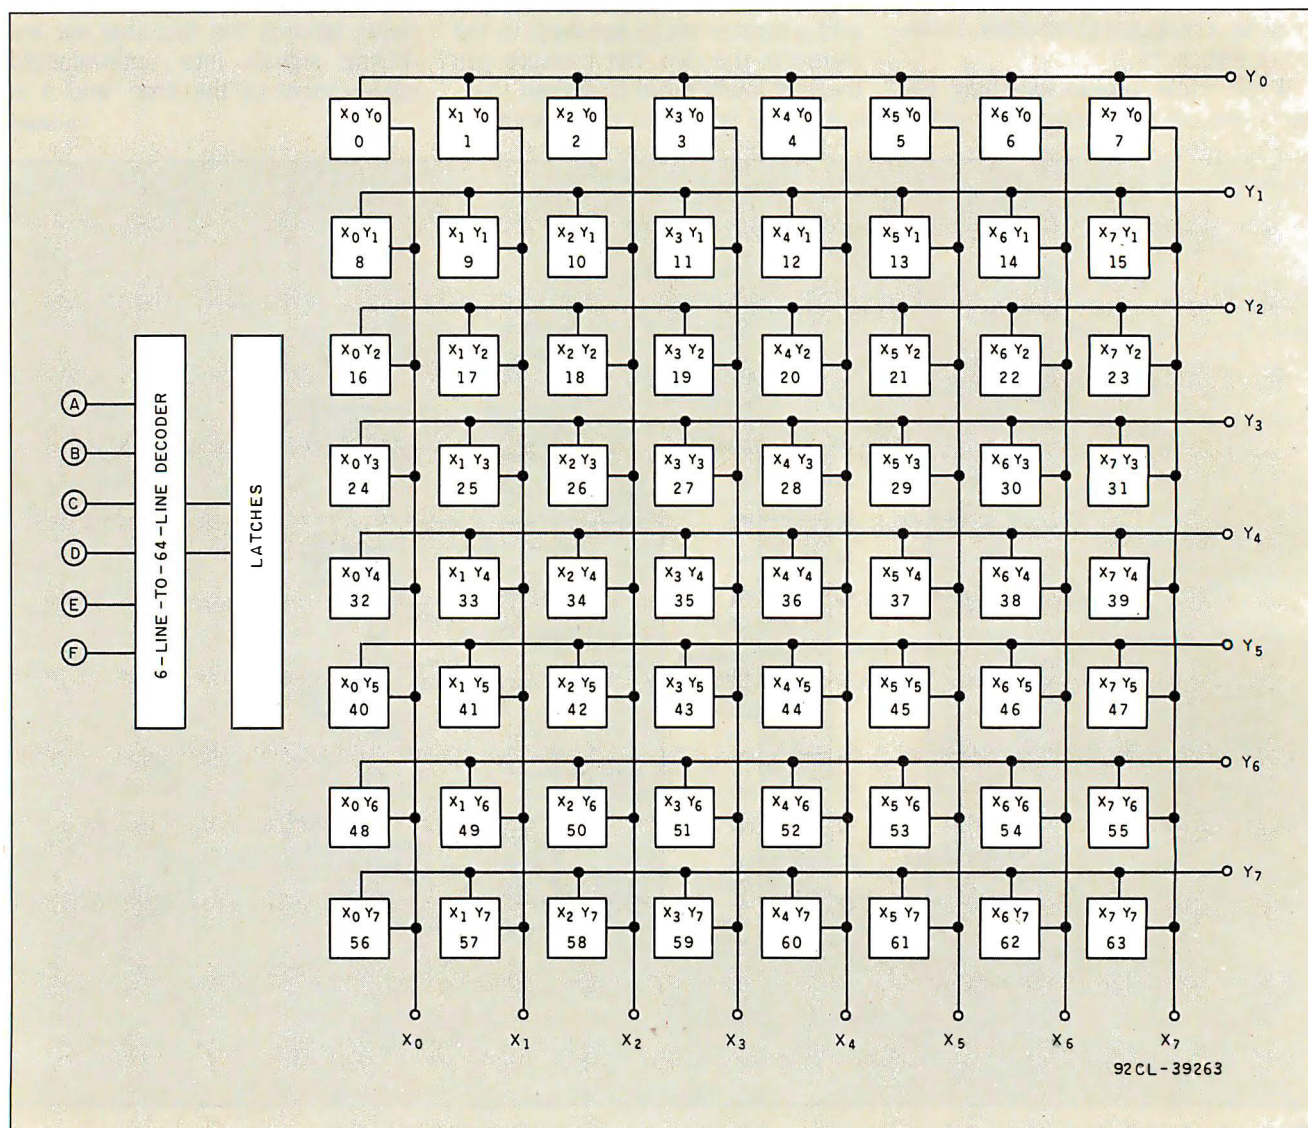 Y0
X0 Y0 X1 Y0 X2 Y0 X3 Y0 X4 Y0 X5 Y0 X6 Y0 X7 Y0
0 1 2 3 4 5 6 7
Y1
X0 Y1 X1 Y1 X2 Y1 X3 Y1 X4 Y1 X5 Y1 X6 Y1 X7 Y1
8 9 10 11 12 13 14 15
Y2
X0 Y2 X1 Y2 X2 Y2 X3 Y2 X4 Y2 X5 Y2 X6 Y2 X7 Y2
16 17 18 19 20 21 22 23
Y3
X0 Y3 X1 Y3 X2 Y3 X3 Y3 X4 Y3 X5 Y3 X6 Y3 X7 Y3
24 25 26 27 28 29 30 31
Y4
X0 Y4 X1 Y4 X2 Y4 X3 Y4 X4 Y4 X5 Y4 X6 Y4 X7 Y4
32 33 34 35 36 37 38 39
Y5
X0 Y5 X1 Y5 X2 Y5 X3 Y5 X4 Y5 X5 Y5 X6 Y5 X7 Y5
40 41 42 43 44 45 46 47
Y6
X0 Y6 X1 Y6 X2 Y6 X3 Y6 X4 Y6 X5 Y6 X6 Y6 X7 Y6
48 49 50 51 52 53 54 55
Y7
X0 Y7 X1 Y7 X2 Y7 X3 Y7 X4 Y7 X5 Y7 X6 Y7 X7 Y7
56 57 58 59 60 61 62 63
X0 X1 X2 X3 X4 X5 X6 X7
A
B
C
D
E
F
6-LINE-TO-64-LINE DECODER
LATCHES
92CL-39263